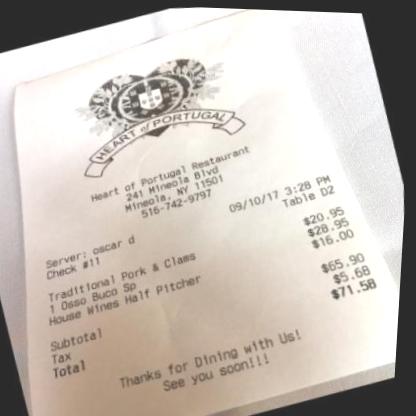 HEART of PORTUGAL
Heart of Portugal Restaurant
241 Mineola Blvd
Mineola, NY 11501
516-742-9797
09/10/17 3:28 PM
Server: oscar d
Table D2
Check #11
Traditional Pork & Clams $20.95
1 Osso Buco Sp $28.95
House Wines Half Pitcher $16.00
Subtotal $65.90
Tax $5.68
Total $71.58
Thanks for Dining with Us!
See you soon!!!